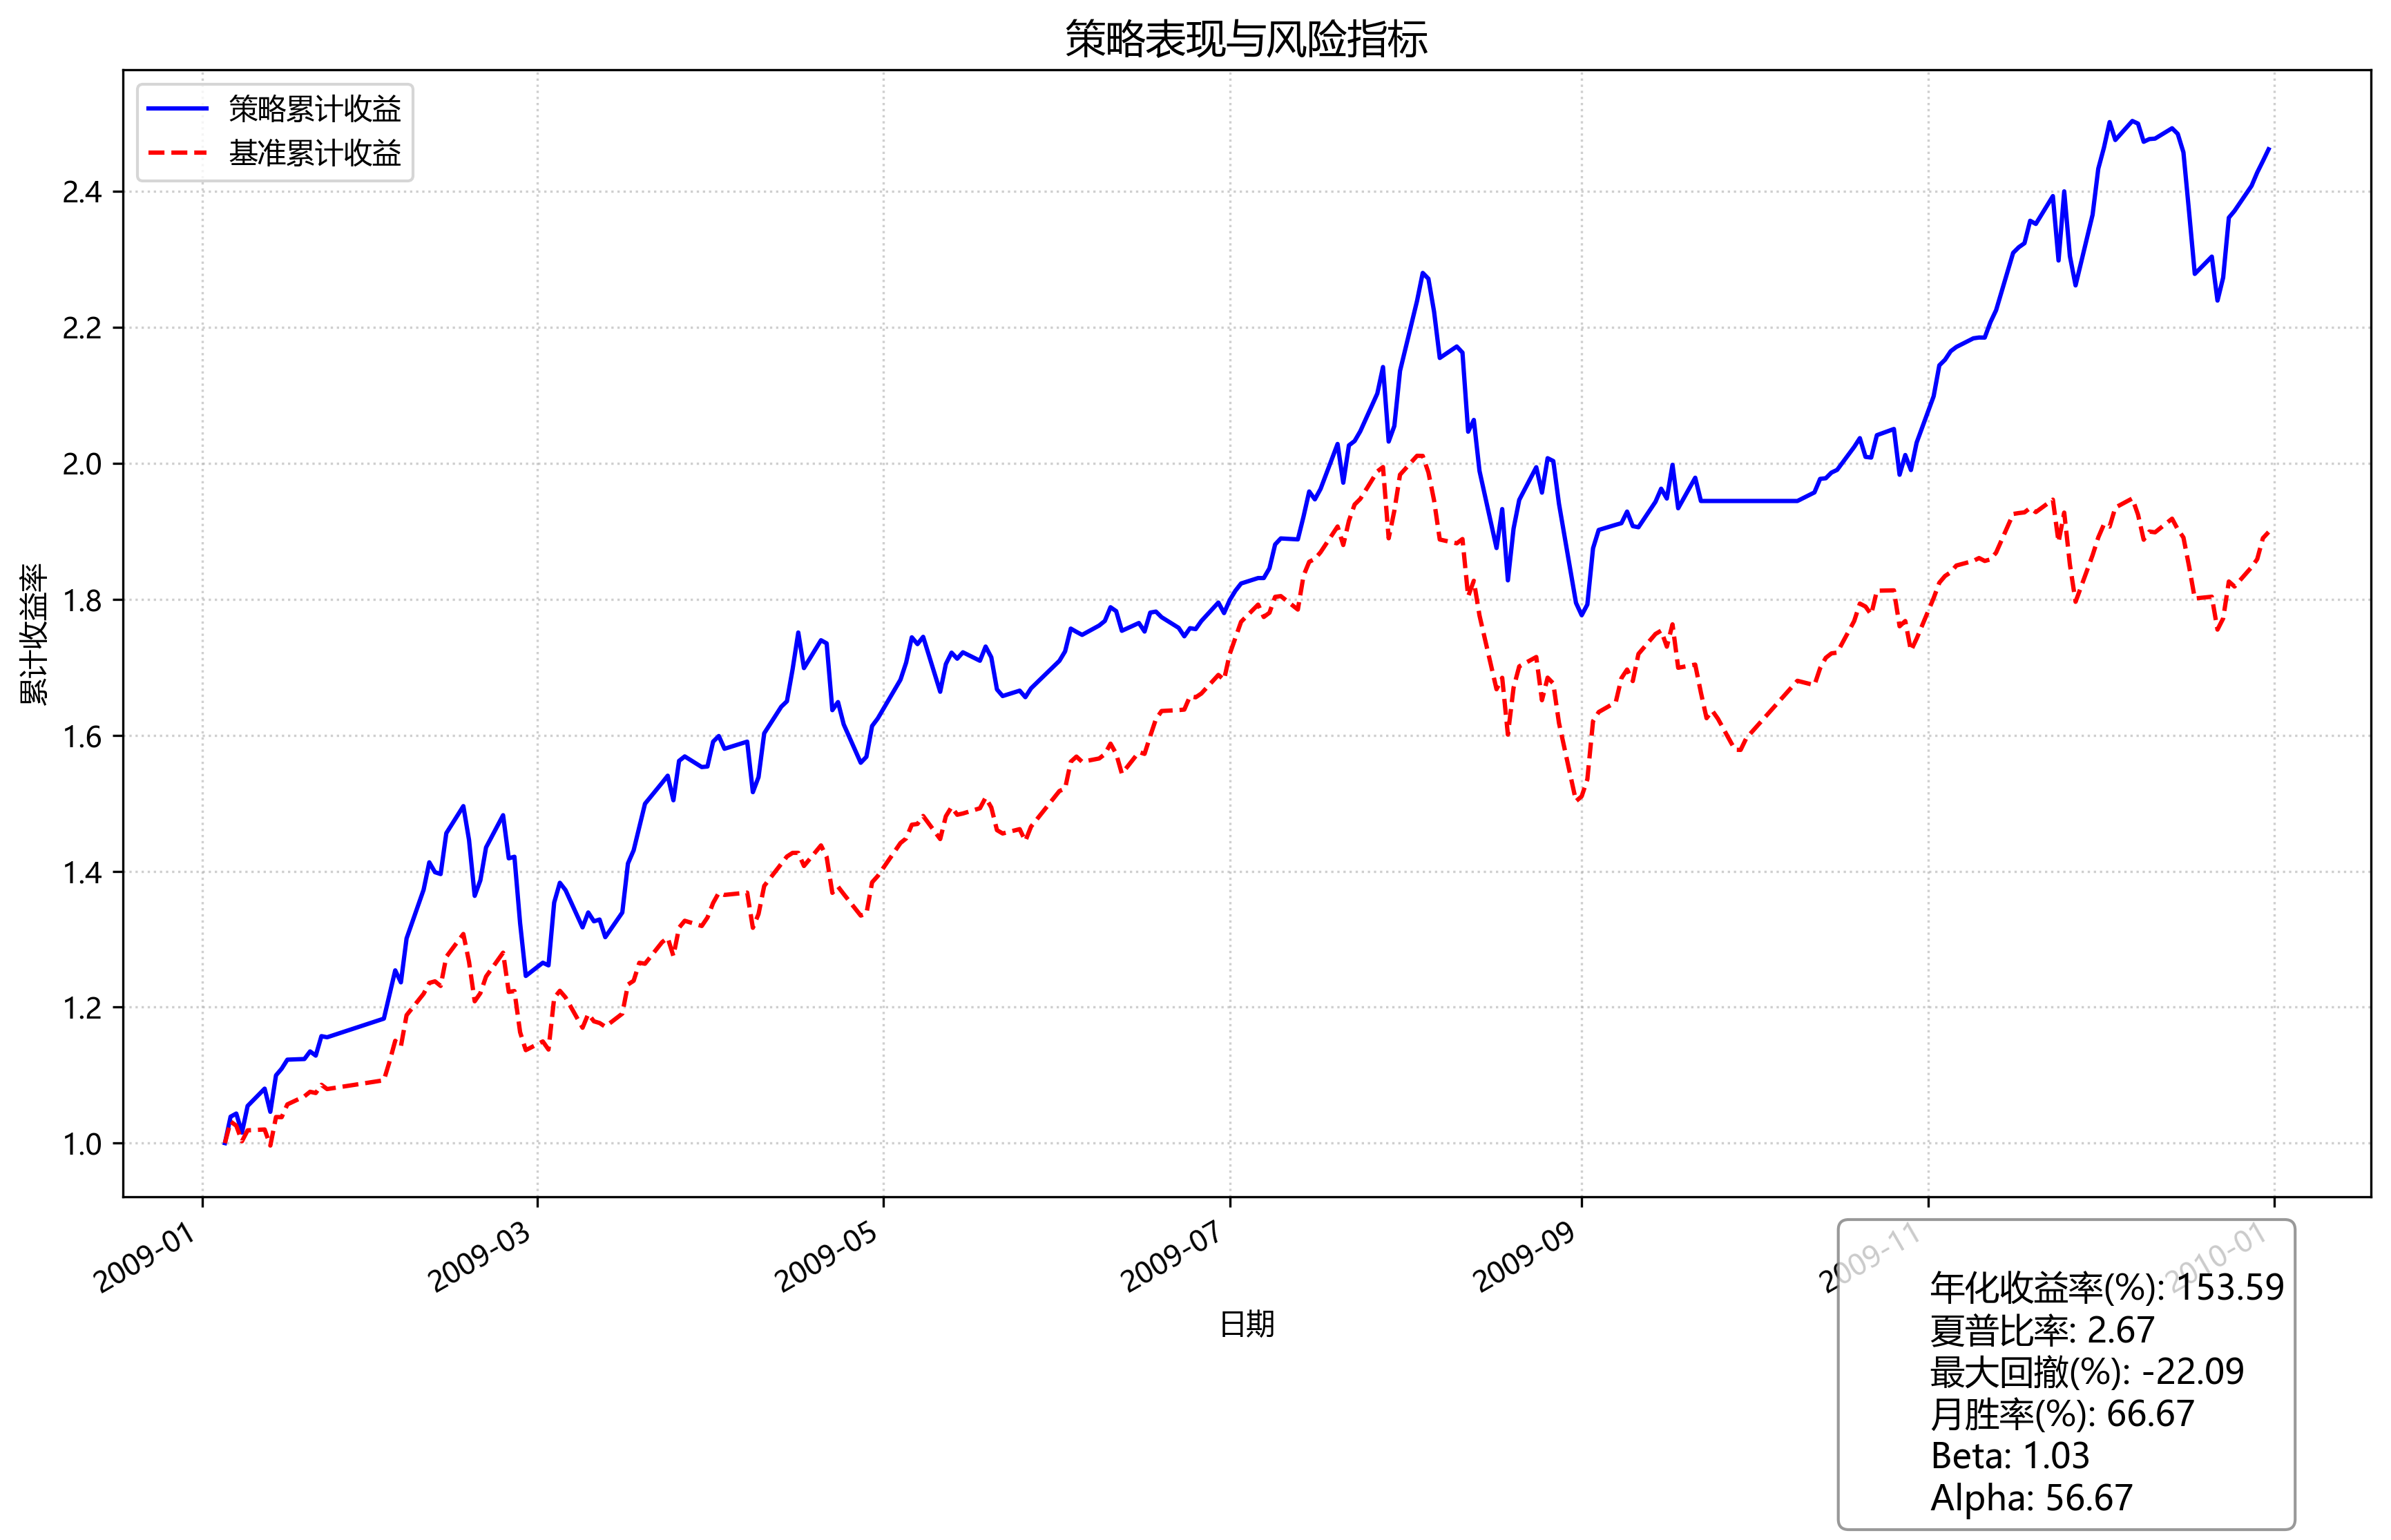 策略表现与风险指标
策略累计收益
基准累计收益
累计收益率
2.4
2.2
2.0
1.8
1.6
1.4
1.2
1.0
2009-01
2009-03
2009-05
2009-07
2009-09
2009-11
2010-01
日期
年化收益率(%): 153.59
夏普比率: 2.67
最大回撤(%): -22.09
月胜率(%): 66.67
Beta: 1.03
Alpha: 56.67